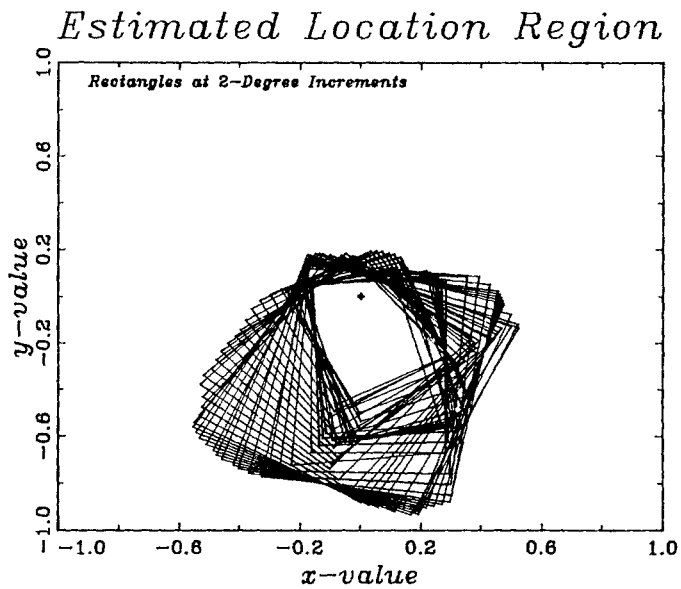 Estimated Location Region
Rectangles at 2-Degree Increments
1.0
0.6
0.2
-0.2
-0.6
-1.0
y-value
-1.0 -0.6 -0.2 0.2 0.6 1.0
x-value